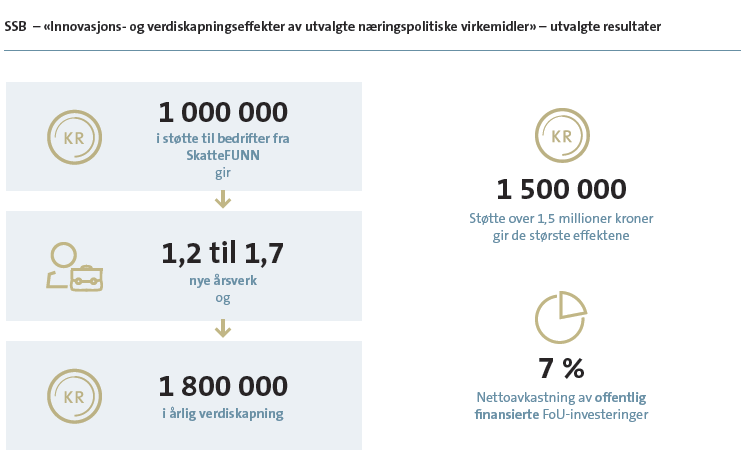 SSB – «Innovasjons- og verdiskapningseffekter av utvalgte næringspolitiske virkemidler» – utvalgte resultater
KR
1 000 000
i støtte til bedrifter fra
SkatteFUNN
gir
1,2 til 1,7
nye årsverk
og
KR
1 800 000
i årlig verdiskapning
KR
1 500 000
Støtte over 1,5 millioner kroner
gir de største effektene
7 %
Nettoavkastning av offentlig
finansierte FoU-investeringer